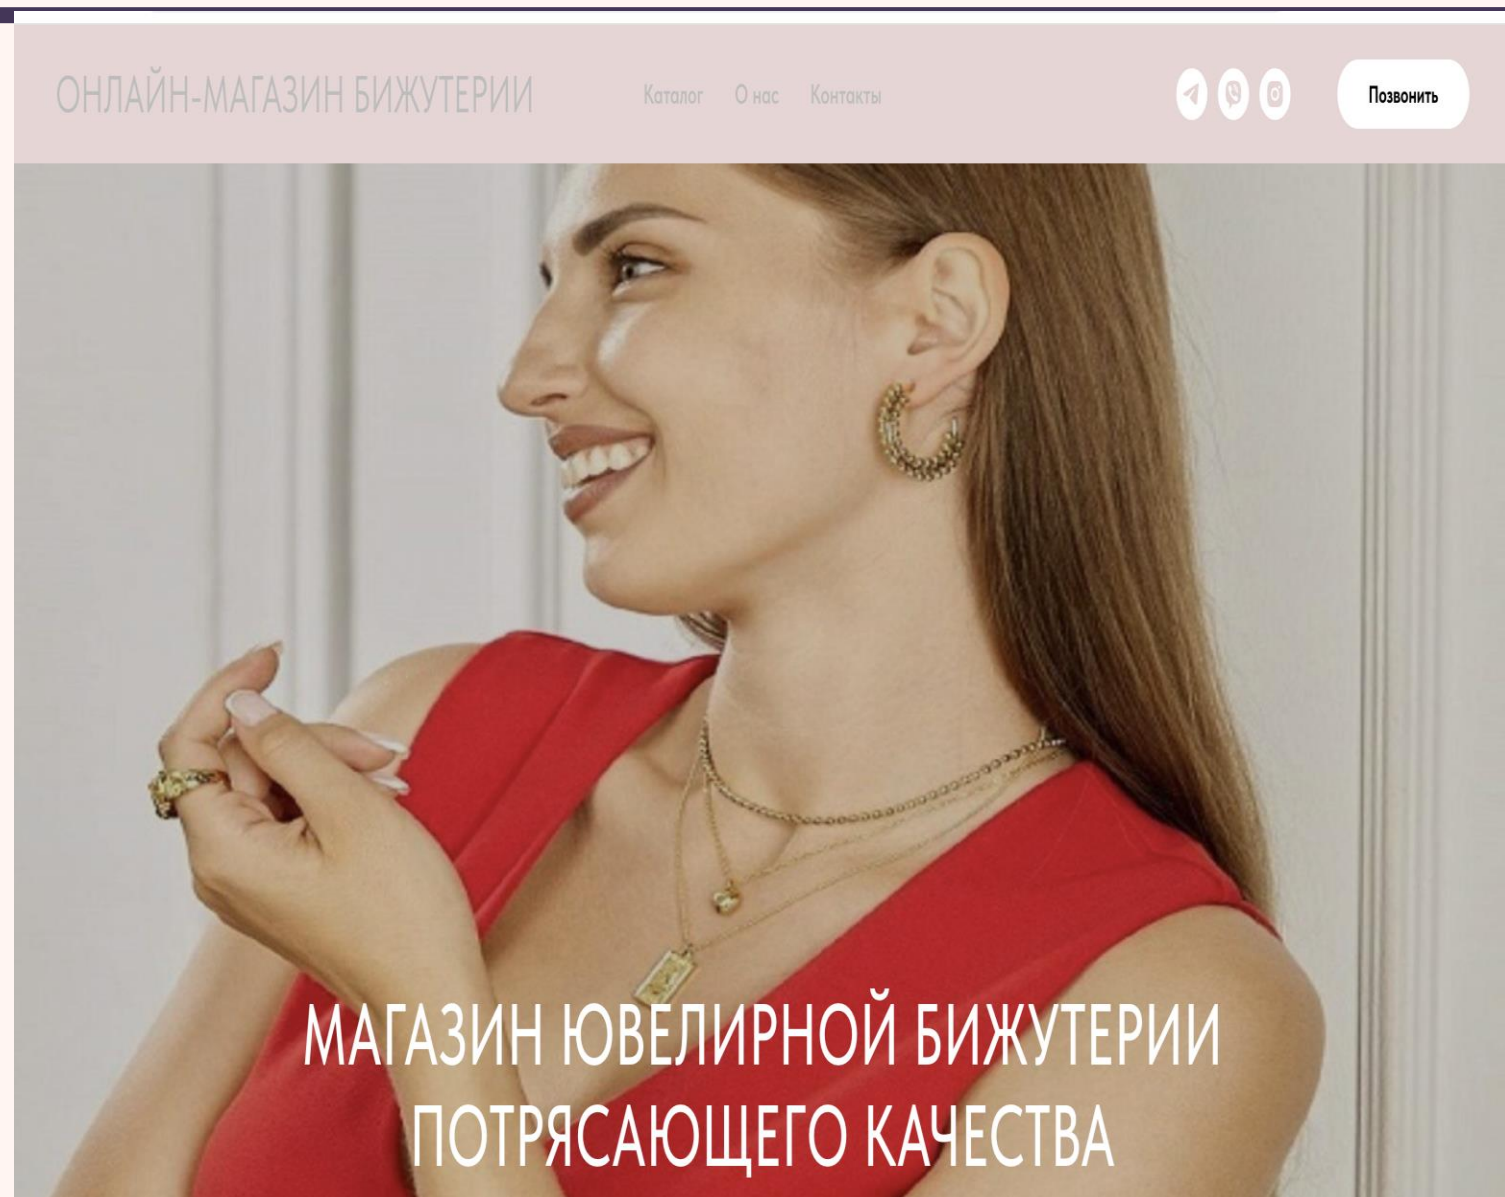 ОНЛАЙН-МАГАЗИН БИЖУТЕРИИ
Каталог О нас Контакты
Позвонить
МАГАЗИН ЮВЕЛИРНОЙ БИЖУТЕРИИ
ПОТРЯСАЮЩЕГО КАЧЕСТВА